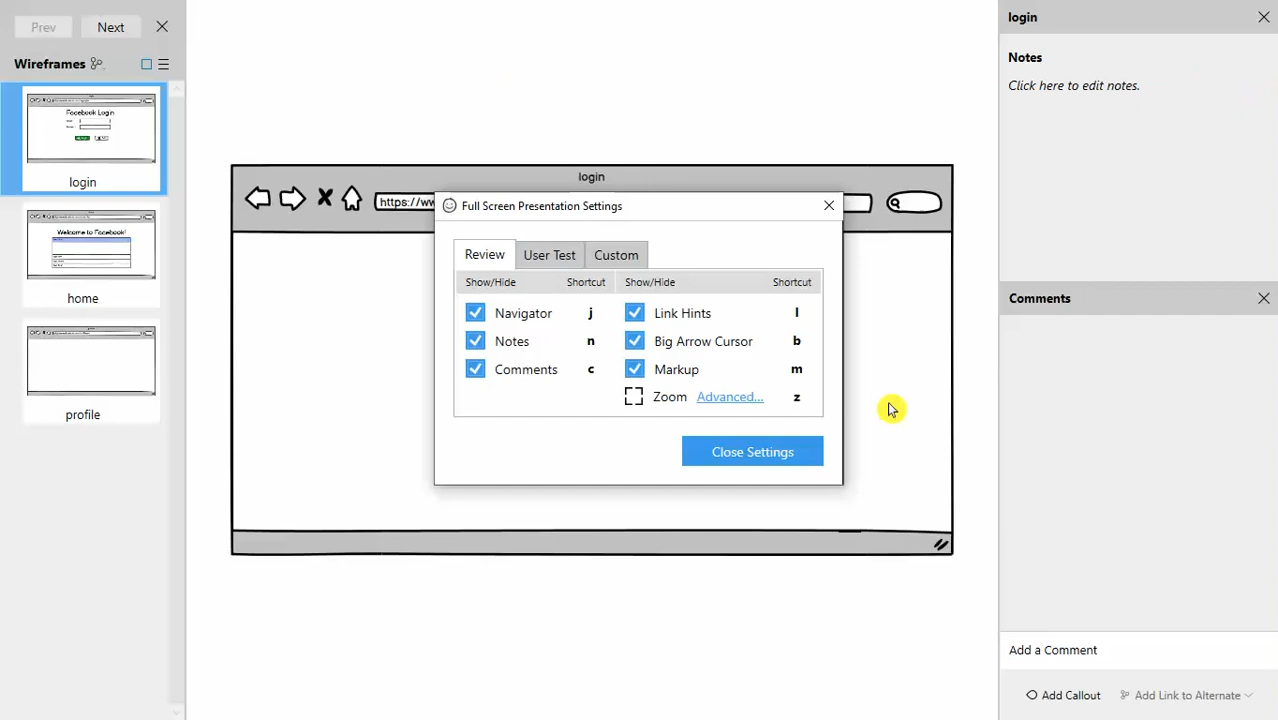 Prev Next
Wireframes
Facebook Login
login
Welcome to Facebook!
home
profile
login
https://ww
Full Screen Presentation Settings
Review User Test Custom
Show/Hide Shortcut Show/Hide Shortcut
Navigator j Link Hints l
Notes n Big Arrow Cursor b
Comments c Markup m
Zoom Advanced... z
Close Settings
login
Notes
Click here to edit notes.
Comments
Add a Comment
Add Callout Add Link to Alternate